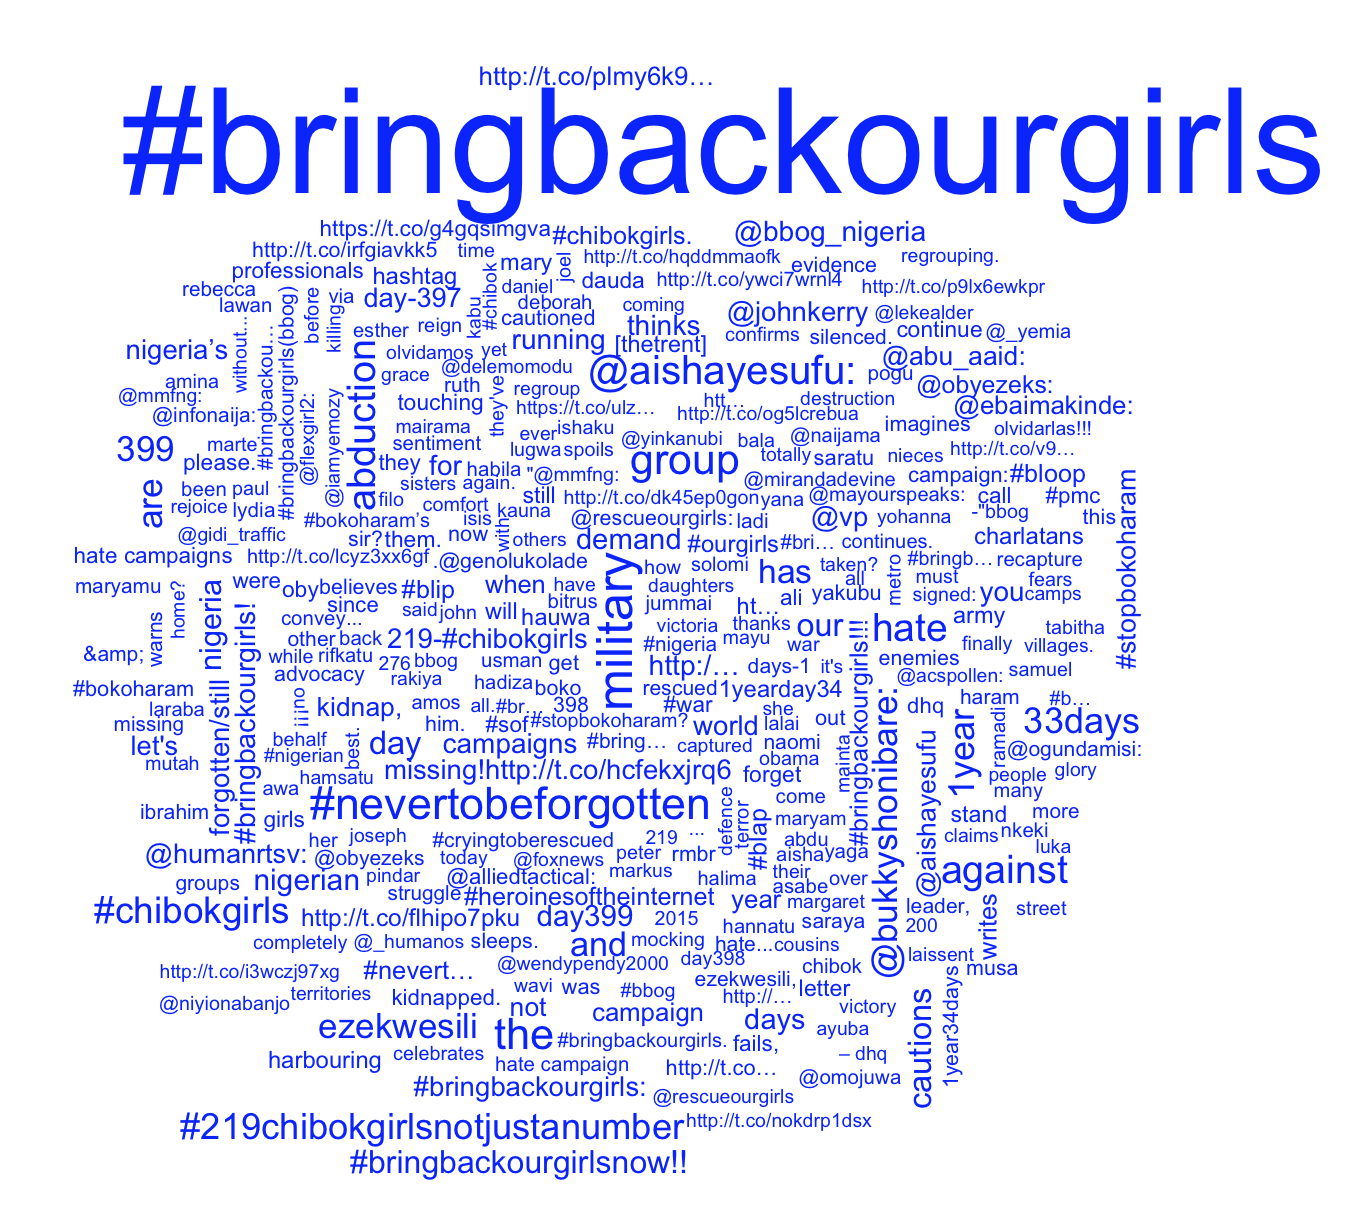 http://t.co/plmy6k9…
#bringbackourgirls
https://t.co/g4gqsimgva
#chibokgirls.
@bbog_nigeria
http://t.co/irfgiavkk5
time
mary
joel
http://t.co/hqddmmaofk
evidence
regrouping.
professionals
hashtag
#chibok
daniel
dauda
http://t.co/ywci7wrnl4
http://t.co/p9lx6ewkpr
rebecca
lawan
#bringbackourgirls(bbog)
before
via
day-397
kabu
deborah
coming
@johnkerry
@lekealder
without…
#bringbackou…
killing
esther
reign
cautioned
thinks
confirms
silenced.
continue
@_yemia
nigeria’s
abduction
olvidamos
yet
running
[thetrent]
@abu_aaid:
amina
grace
@delemomodu
@aishayesufu:
pogu
@obyezeks:
@mmfng:
@flexgirl2:
@iamyemozy
ruth
regroup
htt…
destruction
@ebaimakinde:
@infonaija:
touching
they've
https://t.co/ulz…
http://t.co/og5lcrebua
imagines
olvidarlas!!!
399
marte
mairama
sentiment
ever
ishaku
@yinkanubi
bala
@naijama
please.
they
for
habila
lugwa
spoils
group
totally
saratu
nieces
http://t.co/v9…
are
been
paul
sisters
again.
"@mmfng:
@mirandadevine
campaign:
#bloop
#stopbokoharam
rejoice
lydia
filo
comfort
still
http://t.co/dk45ep0gon
yana
@mayourspeaks:
call
#pmc
@gidi_traffic
#bokoharam’s
isis
kauna
with
@rescueourgirls:
ladi
@vp
yohanna
-"bbog
this
sir?
them.
now
others
demand
#ourgirls
#bri…
continues.
charlatans
hate campaigns
http://t.co/lcyz3xx6gf
.@genolukolade
military
how
solomi
has
taken?
all
metro
#bringb…
recapture
maryamu
home?
nigeria
were
oby
believes
#blip
when
have
daughters
must
fears
warns
#bringbackourgirls!
since
said
john
will
bitrus
jummai
ht…
ali
yakubu
signed:
you
camps
convey...
hauwa
victoria
thanks
our
#bringbackourgirls!!!
hate
army
tabitha
&amp;
other
back
219-#chibokgirls
#nigeria
mayu
war
finally
villages.
forgotten/still
while
rifkatu
276
bbog
usman
get
http:/…
days-1
it's
enemies
#bokoharam
advocacy
rakiya
hadiza
boko
rescued
1yearday34
@acspollen:
samuel
laraba
¡¡¡no
kidnap,
amos
all.
#br…
398
#war
she
@bukkyshonibare:
dhq
haram
#b…
missing
him.
#sof
#stopbokoharam?
world
lalai
out
1year
ramadi
33days
let's
behalf
best.
day
campaigns
#bring…
captured
naomi
mainta
@aishayesufu
@ogundamisi:
mutah
#nigerian
obama
hamsatu
missing!http://t.co/hcfekxjrq6
forget
people
glory
awa
#nevertobeforgotten
come
many
ibrahim
girls
defence
terror
#blap
maryam
stand
more
her
joseph
#cryingtoberescued
219
...
abdu
claims
nkeki
@humanrtsv:
@obyezeks
today
@foxnews
peter
rmbr
aisha
yaga
luka
groups
nigerian
pindar
@alliedtactical:
markus
halima
their
over
against
struggle
#heroinesoftheinternet
year
asabe
margaret
#chibokgirls
http://t.co/flhipo7pku
day399
2015
hannatu
saraya
leader,
200
writes
street
completely
@_humanos
sleeps.
and
mocking
hate...
cousins
laissent
http://t.co/i3wczj97xg
#nevert…
@wendypendy2000
day398
chibok
musa
@niyionabanjo
territories
kidnapped.
wavi
was
#bbog
ezekwesili,
http://…
letter
1year34days
cautions
ezekwesili
not
the
campaign
days
victory
ayuba
harbouring
celebrates
#bringbackourgirls.
fails,
– dhq
hate campaign
http://t.co…
@omojuwa
#bringbackourgirls:
@rescueourgirls
#219chibokgirlsnotjustanumber
http://t.co/nokdrp1dsx
#bringbackourgirlsnow!!